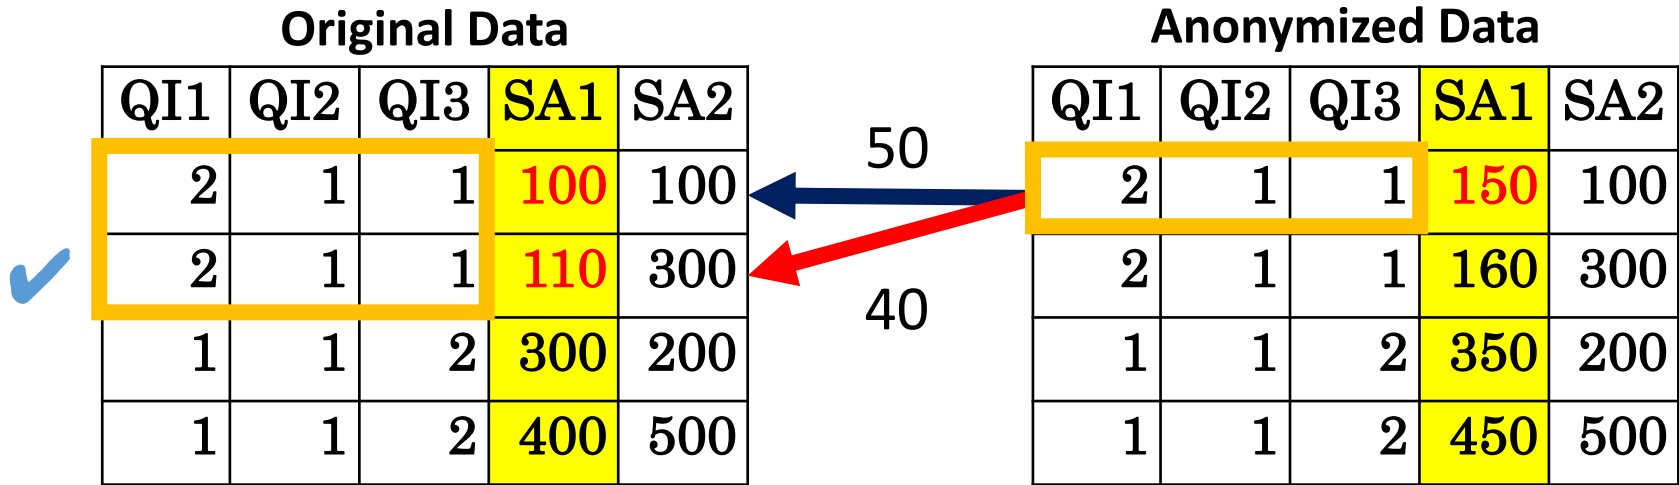 Original Data
Anonymized Data
QI1 QI2 QI3 SA1 SA2
QI1 QI2 QI3 SA1 SA2
2 1 1 100 100
50
2 1 1 150 100
2 1 1 110 300
40
2 1 1 160 300
1 1 2 300 200
1 1 2 350 200
1 1 2 400 500
1 1 2 450 500